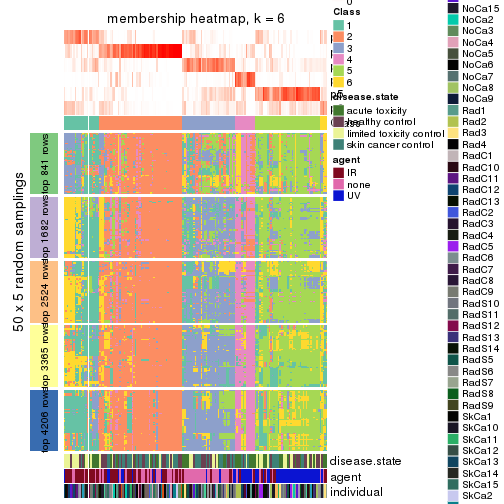 membership heatmap, k = 6
50 x 5 random samplings
top 841 rows
top 1682 rows
top 2524 rows
top 3365 rows
top 4206 rows
disease.state
agent
individual
Class
1
2
3
4
5
6
disease.state
acute toxicity
healthy control
limited toxicity control
skin cancer control
agent
IR
none
UV
NoCa15
NoCa2
NoCa3
NoCa4
NoCa5
NoCa6
NoCa7
NoCa8
NoCa9
Rad1
Rad2
Rad3
Rad4
RadC1
RadC10
RadC11
RadC12
RadC13
RadC2
RadC3
RadC4
RadC5
RadC6
RadC7
RadC8
RadC9
RadS10
RadS11
RadS12
RadS13
RadS14
RadS5
RadS6
RadS7
RadS8
RadS9
SkCa1
SkCa10
SkCa11
SkCa12
SkCa13
SkCa14
SkCa15
SkCa2